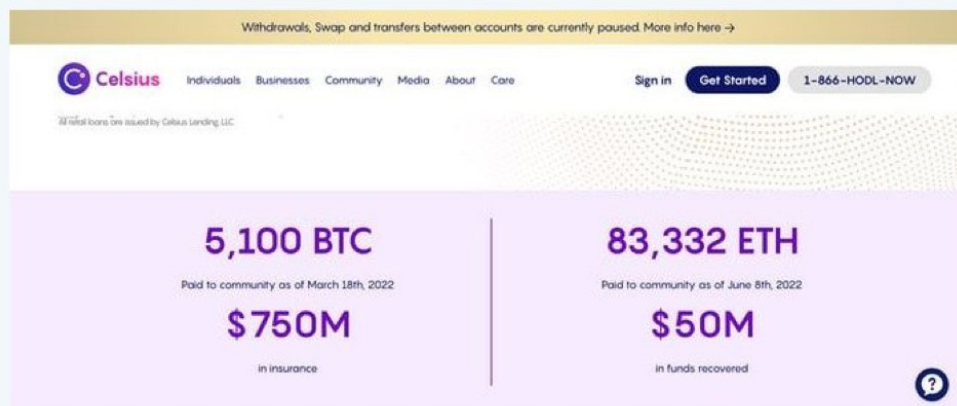 Withdrawals, Swap and transfers between accounts are currently paused. More info here →
Celsius Individuals Businesses Community Media About Care Sign in Get Started 1-866-HODL-NOW
All retail loans are issued by Celsius Lending, LLC
5,100 BTC
Paid to community as of March 18th, 2022
$750M
in insurance
83,332 ETH
Paid to community as of June 8th, 2022
$50M
in funds recovered
?